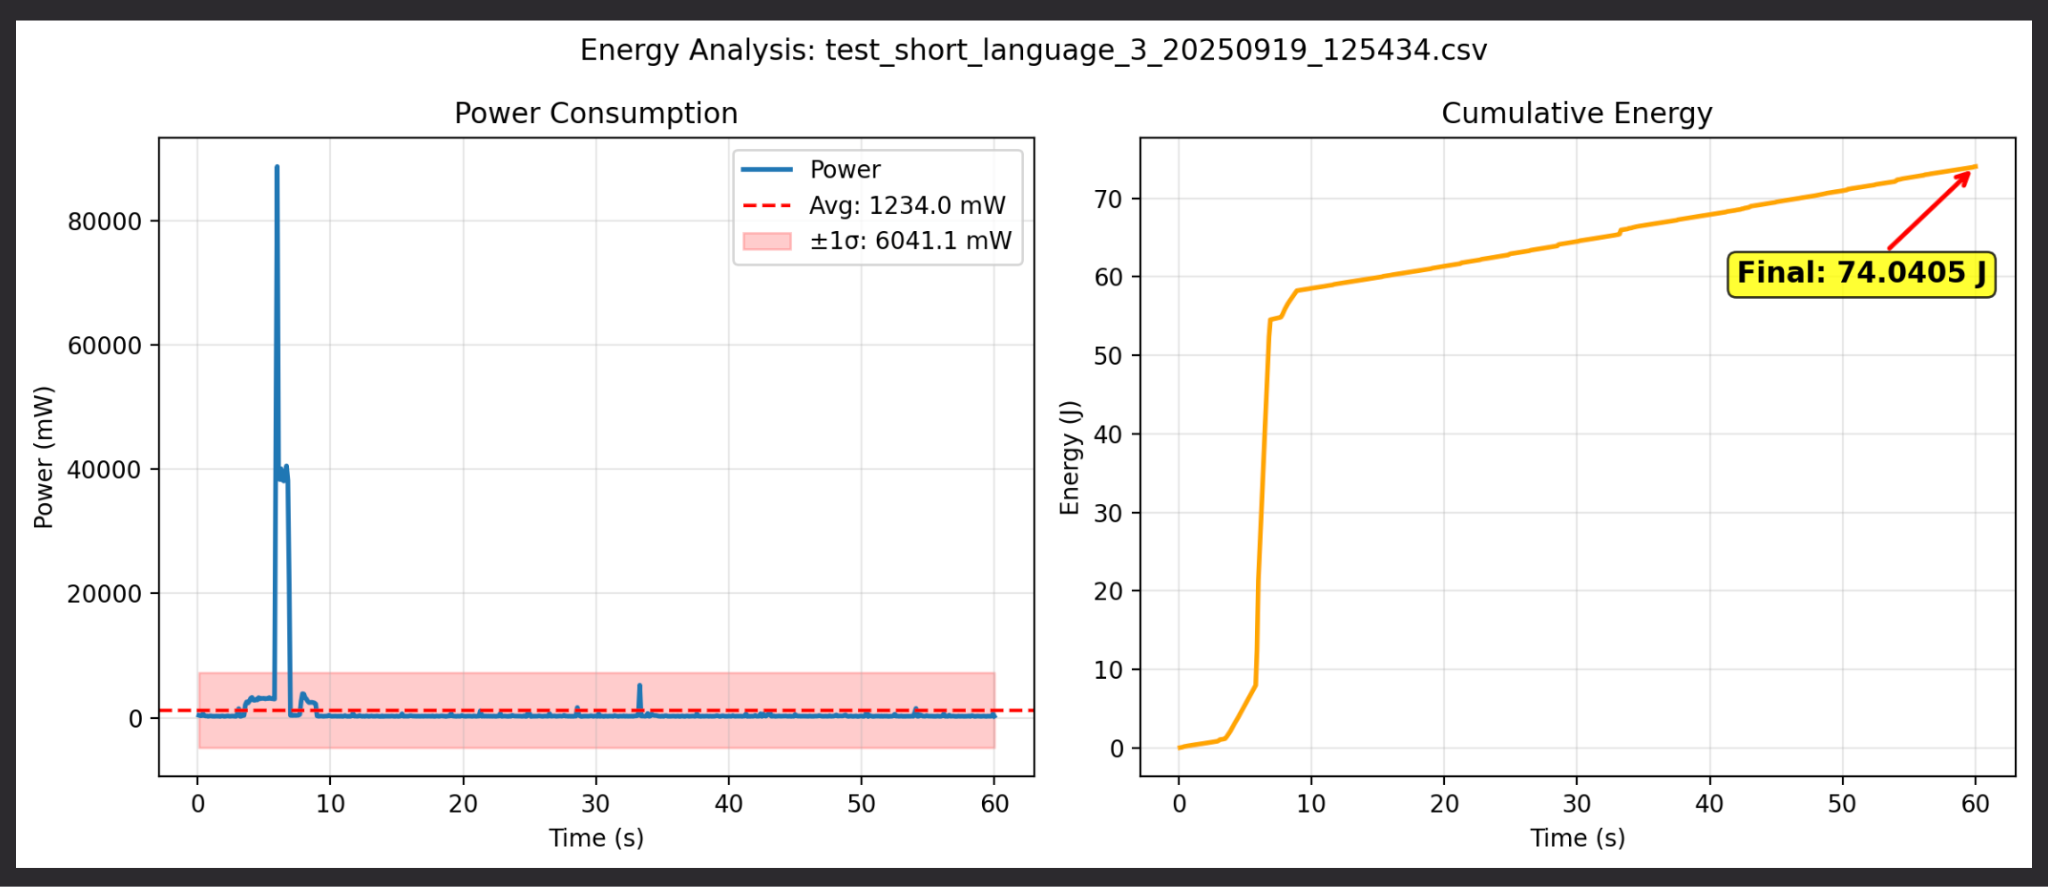 Energy Analysis: test_short_language_3_20250919_125434.csv
Power Consumption
Power (mW)
80000
60000
40000
20000
0
Power
Avg: 1234.0 mW
±1σ: 6041.1 mW
0 10 20 30 40 50 60
Time (s)
Cumulative Energy
Energy (J)
70
60
50
40
30
20
10
0
Final: 74.0405 J
0 10 20 30 40 50 60
Time (s)